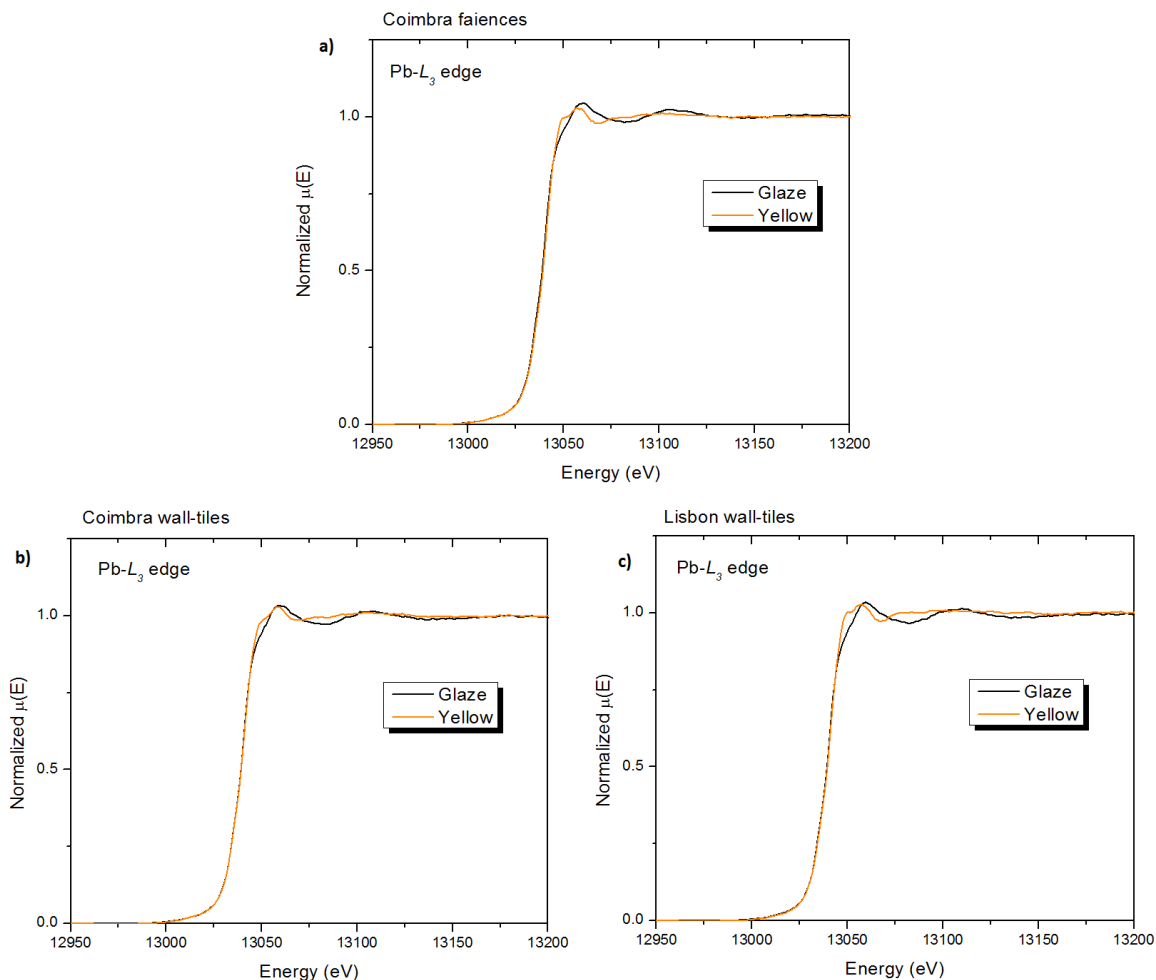 Coimbra faiences
a)
Pb-L3 edge
Normalized μ(E)
1.0
0.5
0.0
Glaze
Yellow
12950 13000 13050 13100 13150 13200
Energy (eV)
Coimbra wall-tiles
b)
Pb-L3 edge
Normalized μ(E)
1.0
0.5
0.0
Glaze
Yellow
12950 13000 13050 13100 13150 13200
Energy (eV)
Lisbon wall-tiles
c)
Pb-L3 edge
Normalized μ(E)
1.0
0.5
0.0
Glaze
Yellow
12950 13000 13050 13100 13150 13200
Energy (eV)